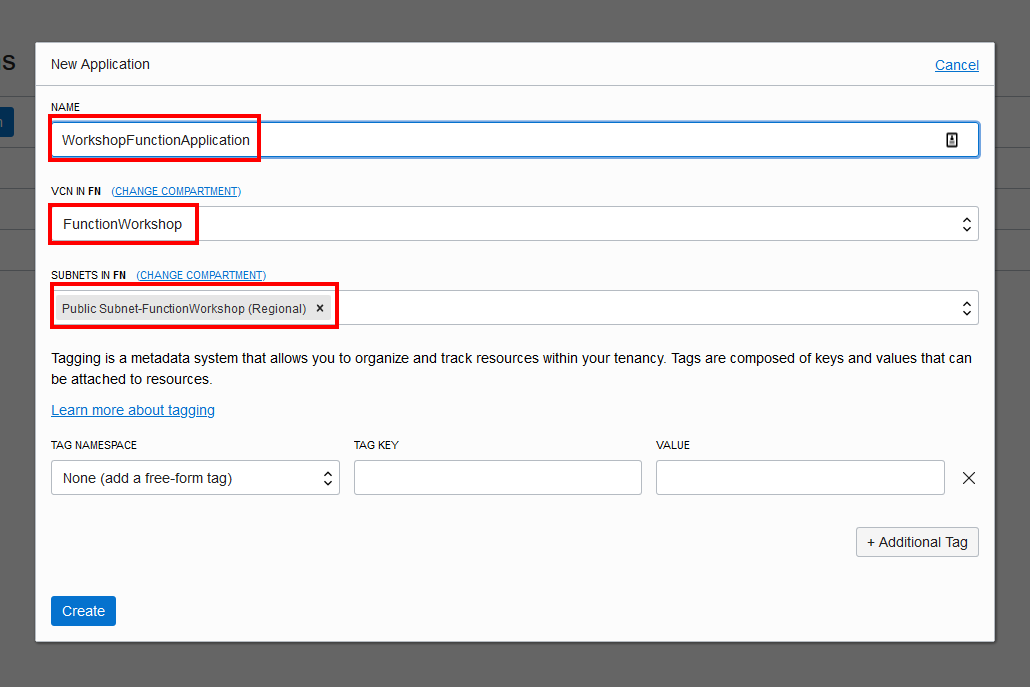 s
New Application
Cancel
NAME
WorkshopFunctionApplication
VCN IN FN (CHANGE COMPARTMENT)
FunctionWorkshop
SUBNETS IN FN (CHANGE COMPARTMENT)
Public Subnet-FunctionWorkshop (Regional) ×
Tagging is a metadata system that allows you to organize and track resources within your tenancy. Tags are composed of keys and values that can
be attached to resources.
Learn more about tagging
TAG NAMESPACE TAG KEY VALUE
None (add a free-form tag)
+ Additional Tag
Create